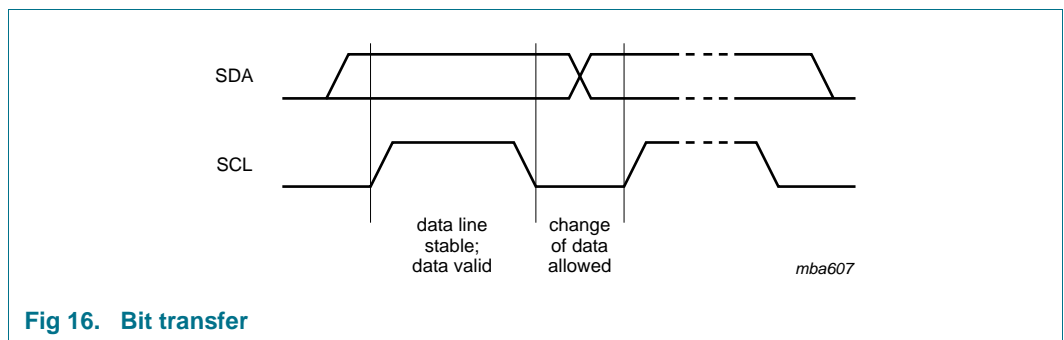 SDA
SCL
data line
stable;
data valid
change
of data
allowed
mba607
Fig 16. Bit transfer